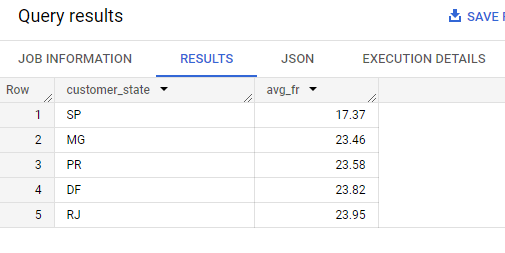 Query results
SAVE
JOB INFORMATION RESULTS JSON EXECUTION DETAILS
Row customer_state avg_fr
1 SP 17.37
2 MG 23.46
3 PR 23.58
4 DF 23.82
5 RJ 23.95